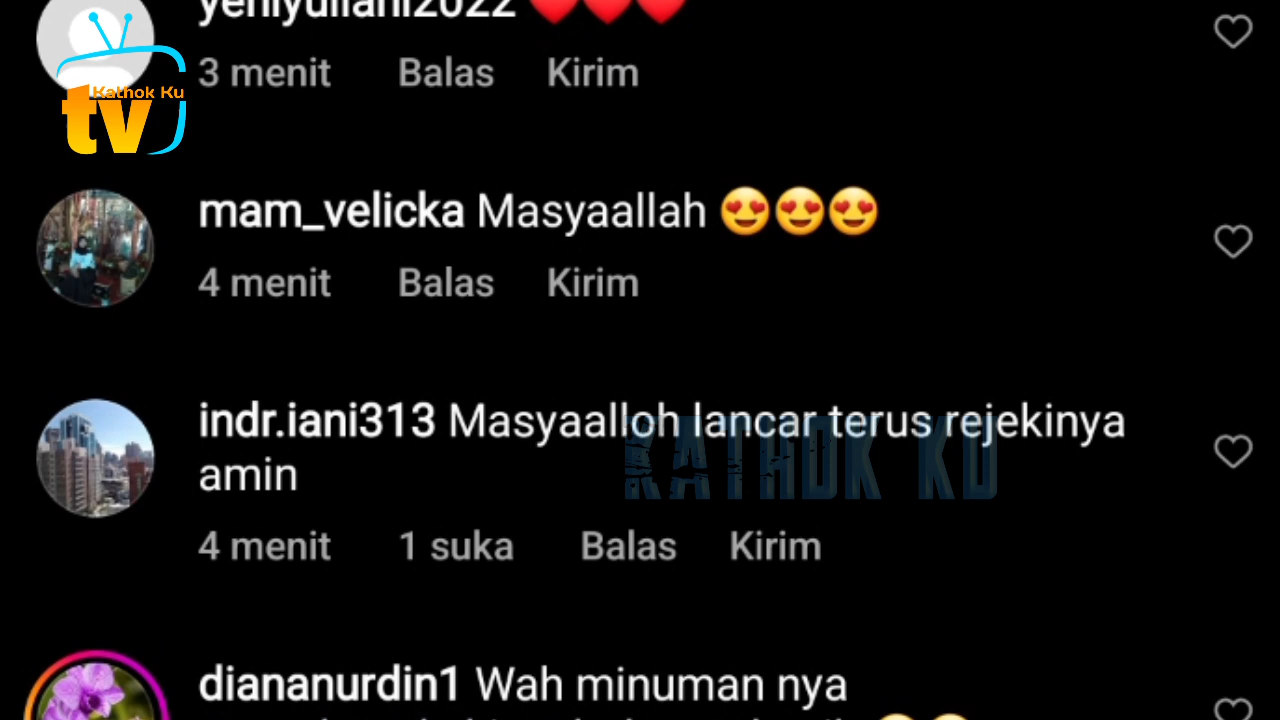 yeniyuliani2022 ❤️❤️❤️
3 menit Balas Kirim
Kathok Ku
tv
mam_velicka Masyaallah 😍😍😍
4 menit Balas Kirim
indr.iani313 Masyaalloh lancar terus rejekinya
amin
KATHOK KU
4 menit 1 suka Balas Kirim
diananurdin1 Wah minuman nya